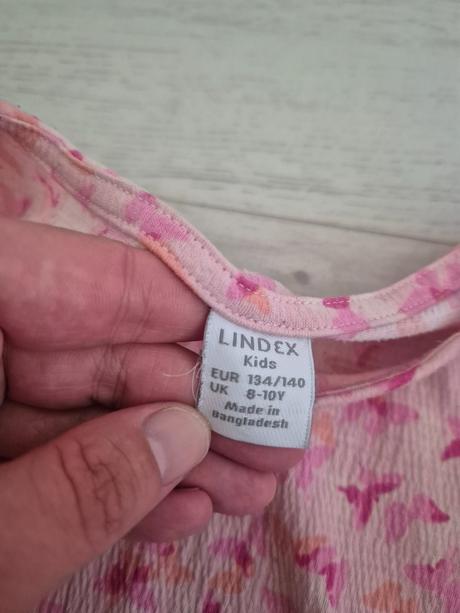 LINDEX
Kids
EUR 134/140
UK 8-10Y
Made in
Bangladesh